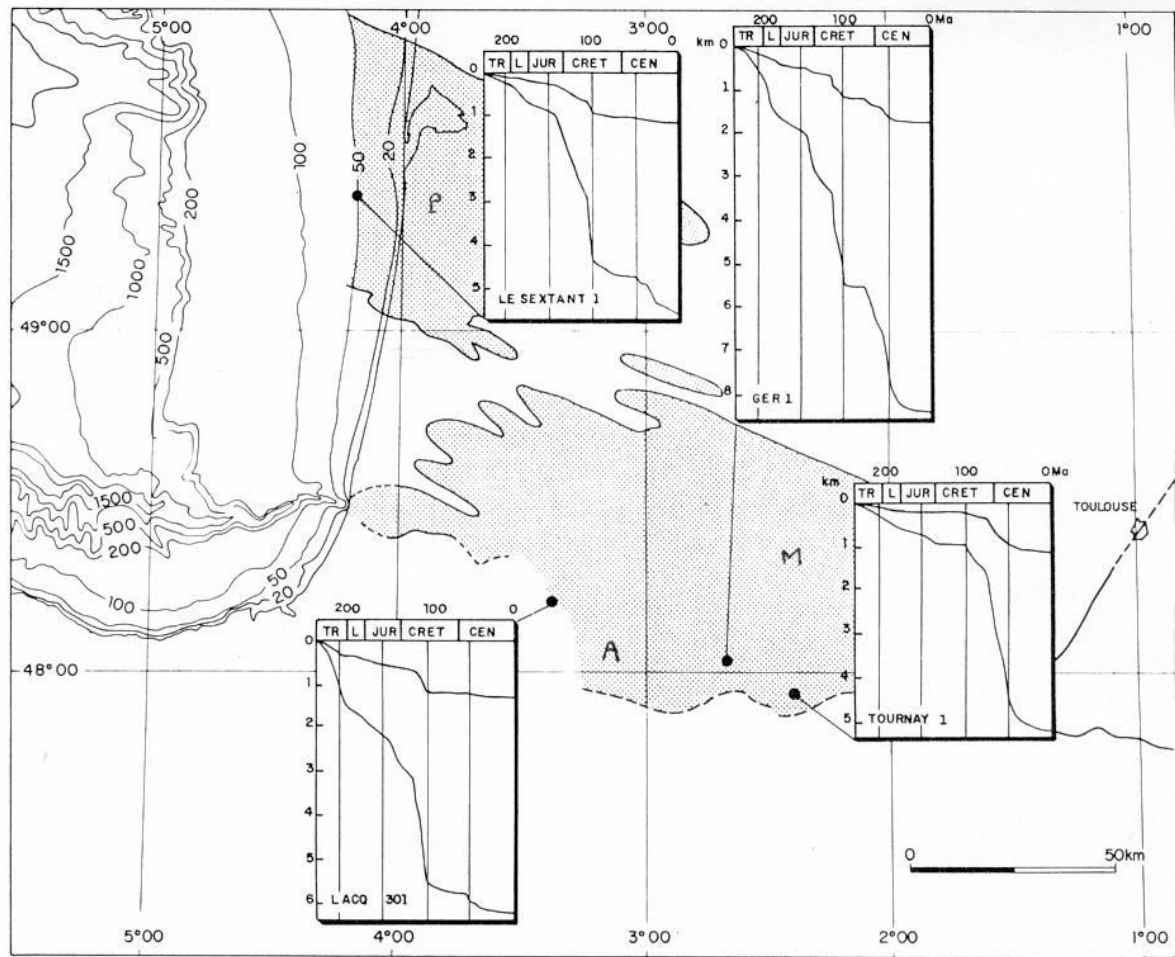 5°00 4°00 3°00 1°00
200 100 0
TR L JUR CRET CEN
0
1
2
3
4
5
LE SEXTANT 1
200 100 0 Ma
km 0
TR L JUR CRET CEN
1
2
3
4
5
6
7
8
GER 1
1500
1000
500
200
100
50
20
P
49°00
200 100 0 Ma
km
0
TR L JUR CRET CEN
1
2
3
4
5
TOURNAY 1
TOULOUSE
1500
500
200
100
50
20
M
A
48°00
200 100 0
TR L JUR CRET CEN
0
1
2
3
4
5
6
LACQ 301
0 50km
5°00 4°00 3°00 2°00 1°00